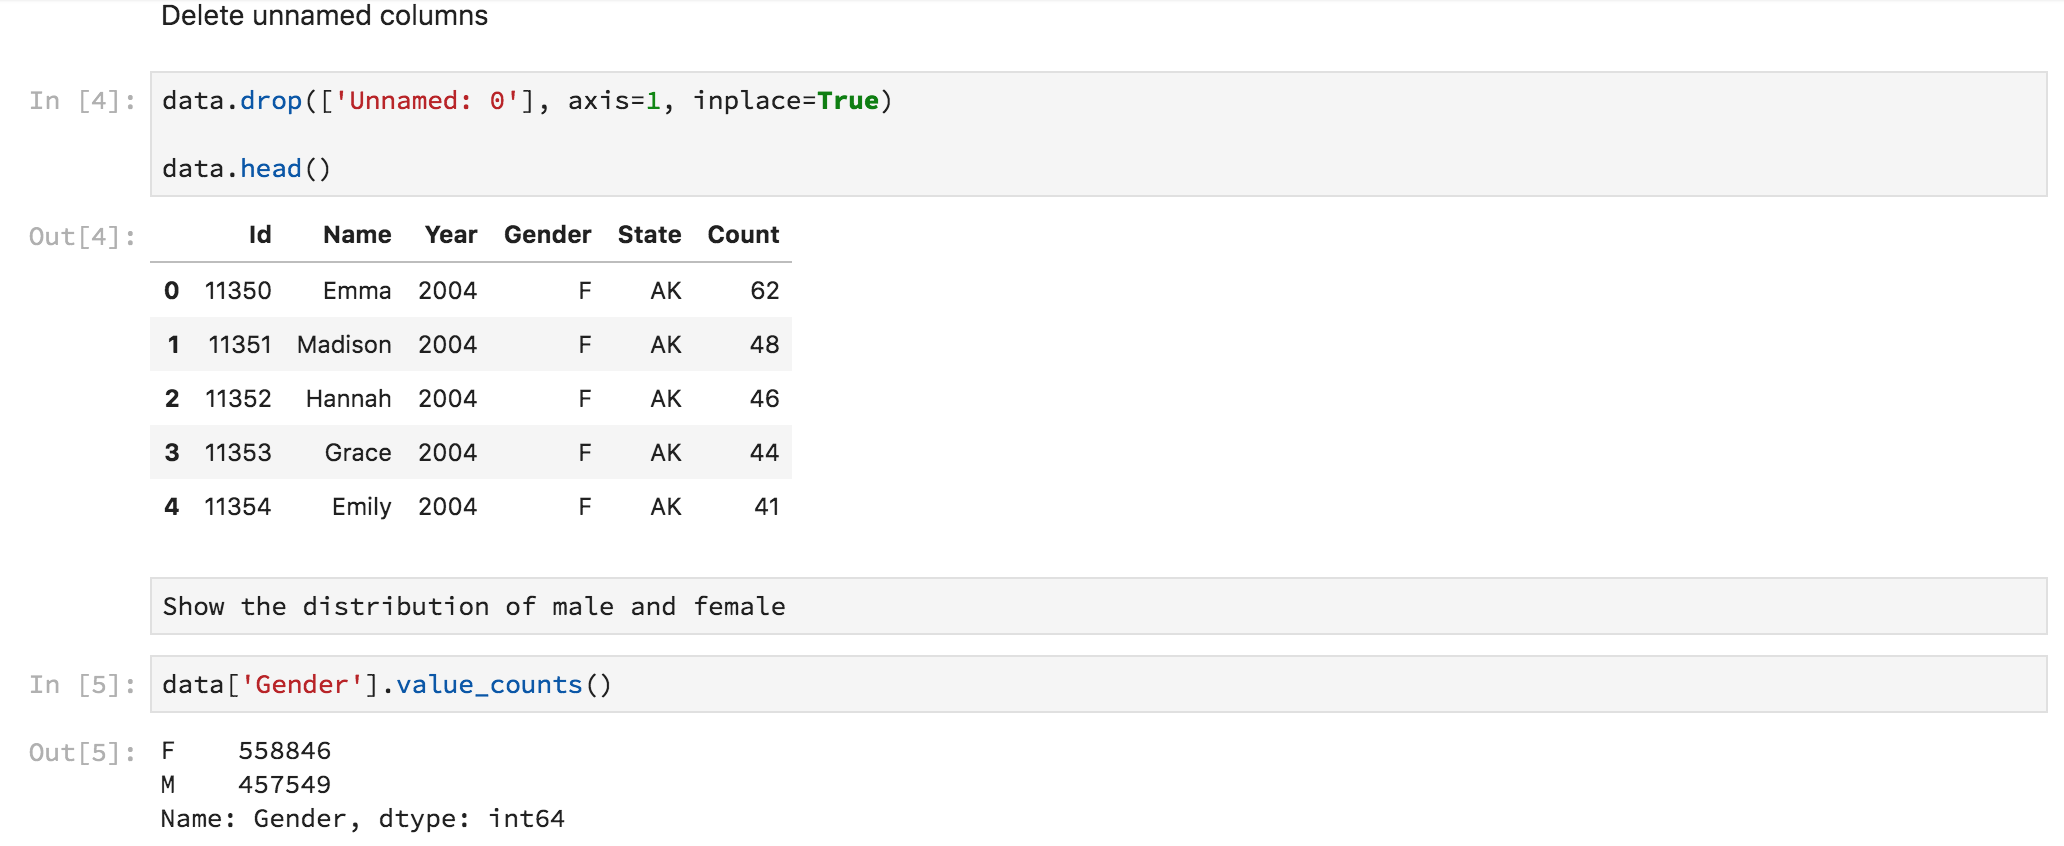 Delete unnamed columns
In [4]: data.drop(['Unnamed: 0'], axis=1, inplace=True)
data.head()
Out[4]: Id Name Year Gender State Count
0 11350 Emma 2004 F AK 62
1 11351 Madison 2004 F AK 48
2 11352 Hannah 2004 F AK 46
3 11353 Grace 2004 F AK 44
4 11354 Emily 2004 F AK 41
Show the distribution of male and female
In [5]: data['Gender'].value_counts()
Out[5]: F 558846
M 457549
Name: Gender, dtype: int64